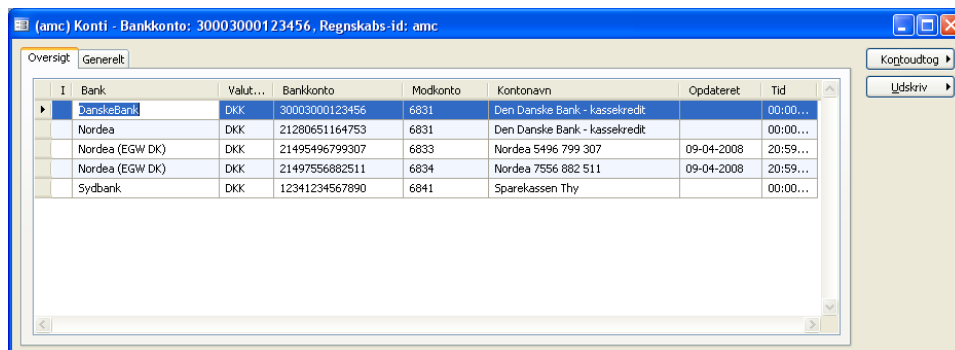 (amc) Konti - Bankkonto: 30003000123456, Regnskabs-id: amc
Oversigt Generelt
Kontoudtog
Udskriv
I Bank Valut... Bankkonto Modkonto Kontonavn Opdateret Tid
DanskeBank DKK 30003000123456 6831 Den Danske Bank - kassekredit 00:00...
Nordea DKK 21280651164753 6831 Den Danske Bank - kassekredit 00:00...
Nordea (EGW DK) DKK 21495496799307 6833 Nordea 5496 799 307 09-04-2008 20:59...
Nordea (EGW DK) DKK 21497556882511 6834 Nordea 7556 882 511 09-04-2008 20:59...
Sydbank DKK 12341234567890 6841 Sparekassen Thy 00:00...